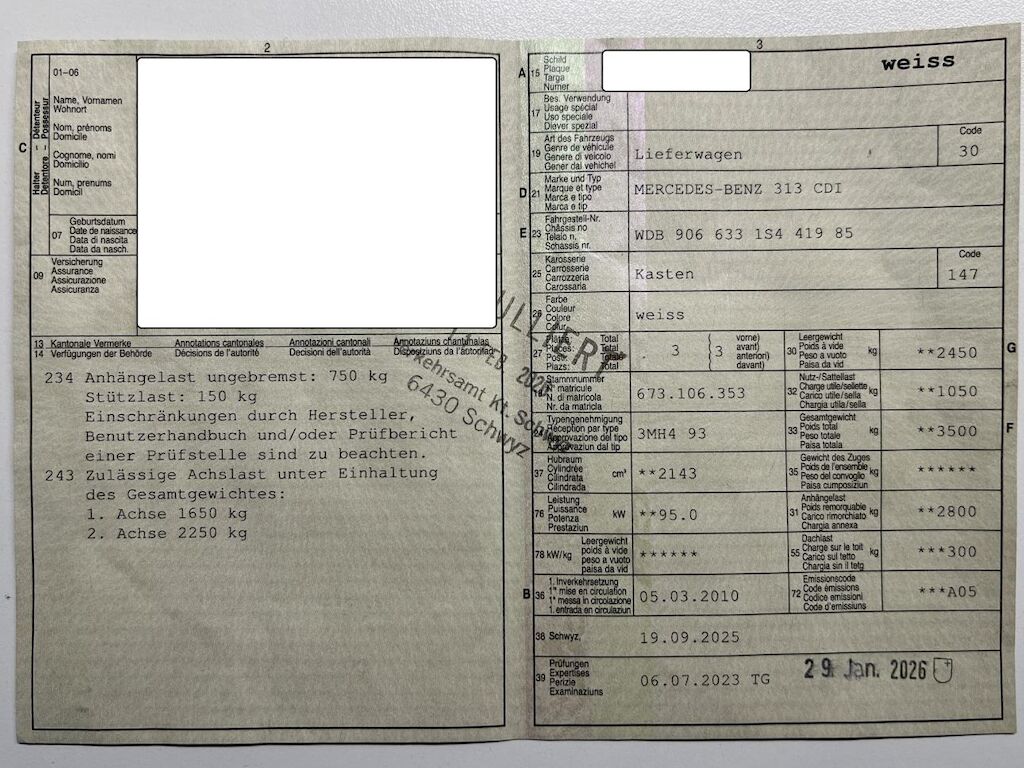 2
01–06
Name, Vornamen
Wohnort
Nom, prénoms
Domicile
Cognome, nomi
Domicilio
Num, prenums
Domicil
C
Halter – Détenteur
Detentore – Possessur
07
Geburtsdatum
Date de naissance
Data di nascita
Data da nasch.
09
Versicherung
Assurance
Assicurazione
Assicuranza
13 Kantonale Vermerke Annotations cantonales Annotazioni cantonali Annotaziuns chantunalas
14 Verfügungen der Behörde Décisions de l'autorité Decisioni dell'autorità Disposiziuns da l'autoritad
234 Anhängelast ungebremst: 750 kg
Stützlast: 150 kg
Einschränkungen durch Hersteller,
Benutzerhandbuch und/oder Prüfbericht
einer Prüfstelle sind zu beachten.
243 Zulässige Achslast unter Einhaltung
des Gesamtgewichtes:
1. Achse 1650 kg
2. Achse 2250 kg
2026
Kt.
6430 Schwyz
3
A 15 Schild
Plaque
Targa
Numer
weiss
17 Bes. Verwendung
Usage spécial
Uso speciale
Diever spezial
19 Art des Fahrzeugs
Genre de véhicule
Genere di veicolo
Gener dal vehichel
Lieferwagen
Code
30
D 21 Marke und Typ
Marque et type
Marca e tipo
Marca e tip
MERCEDES-BENZ 313 CDI
E 23 Fahrgestell-Nr.
Châssis no
Telaio n.
Schassis nr.
WDB 906 633 1S4 419 85
25 Karosserie
Carrosserie
Carrozzeria
Carossaria
Kasten
Code
147
26 Farbe
Couleur
Colore
Colur
weiss
27 Plätze: Total
Places: Total
Posti: Totale
Plazs: Total
3
{3
vorne)
avant)
anteriori)
davant)
30 Leergewicht
Poids à vide
Peso a vuoto
Paisa da vid
kg
**2450
G
18 Stammnummer
N° matricule
N. di matricola
Nr. da matricla
673.106.353
32 Nutz-/Sattellast
Charge utile/sellette
Carico utile/sella
Chargia utila/sella
kg
**1050
Typengenehmigung
Réception par type
Approvazione del tipo
Approvaziun dal tip
3MH4 93
33 Gesamtgewicht
Poids total
Peso totale
Paisa totala
kg
**3500
F
37 Hubraum
Cylindrée
Cilindrata
Cilindrada
cm³
**2143
35 Gewicht des Zuges
Poids de l'ensemble
Peso del convoglio
Paisa cumposiziun
kg
******
76 Leistung
Puissance
Potenza
Prestaziun
kW
**95.0
31 Anhängelast
Poids remorquable
Carico rimorchiato
Chargia annexa
kg
**2800
78 kW/kg
Leergewicht
poids à vide
peso a vuoto
paisa da vid
******
55 Dachlast
Charge sur le toit
Carico sul tetto
Chargia sin il tetg
kg
***300
B 36 1. Inverkehrsetzung
1re mise en circulation
1a messa in circolazione
1. entrada en circulaziun
05.03.2010
72 Emissionscode
Code émissions
Codice emissioni
Code d'emissiuns
***A05
38 Schwyz,
19.09.2025
39 Prüfungen
Expertises
Perizie
Examinaziuns
06.07.2023 TG
29. Jan. 2026